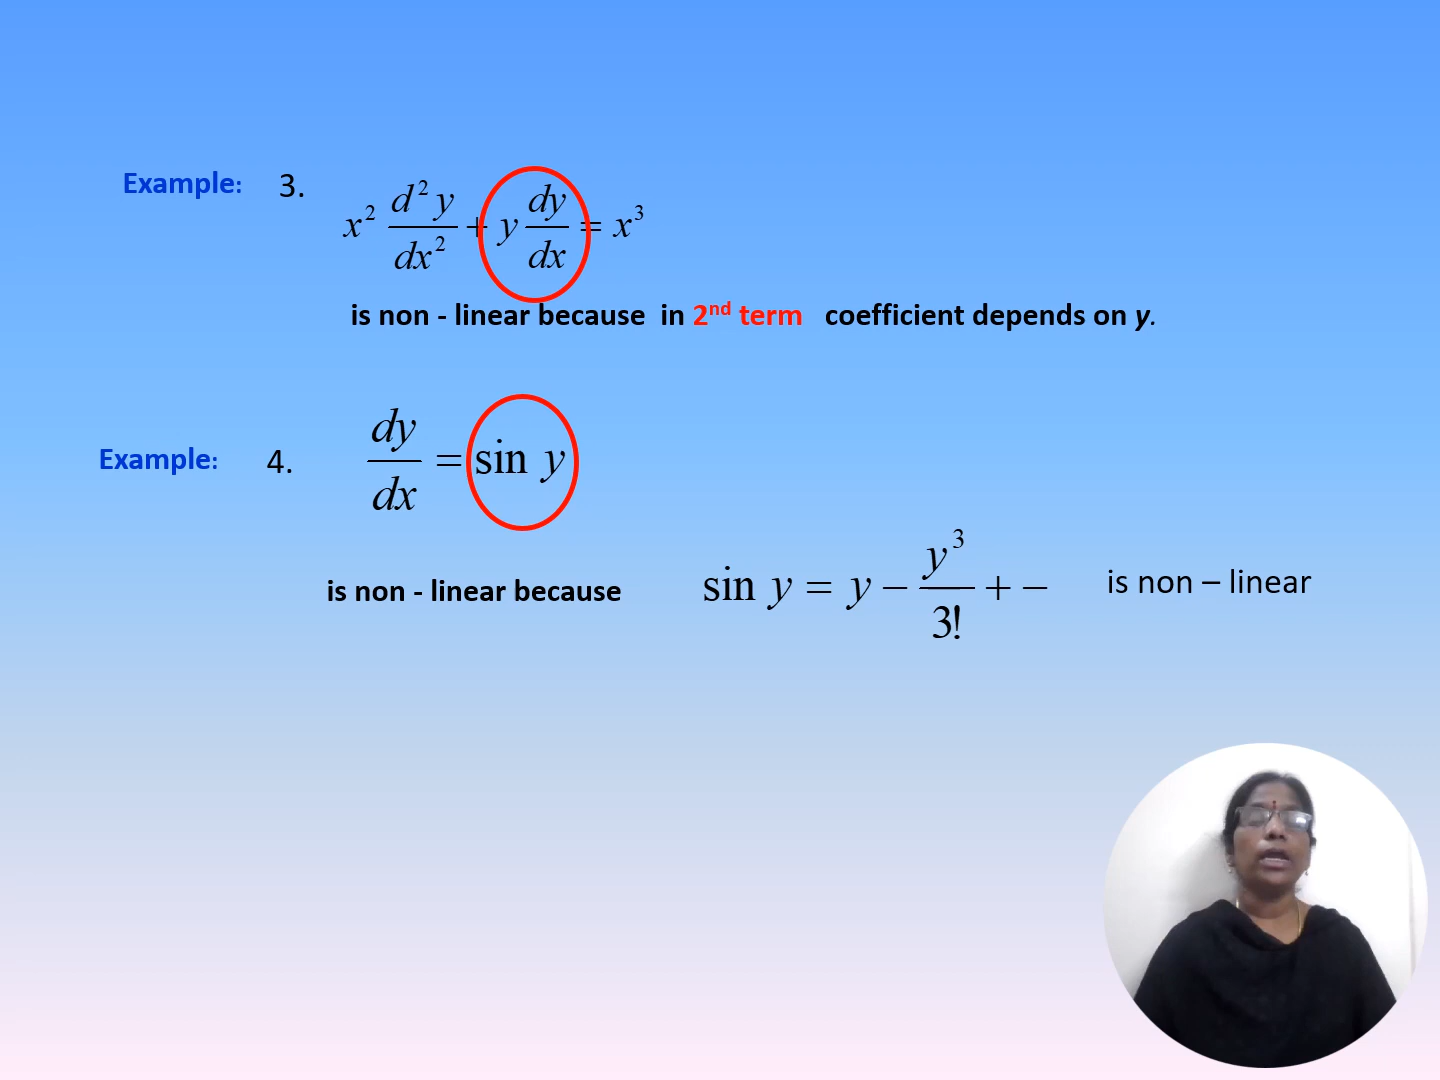 Example: 3. x² d²y/dx² + y dy/dx = x³
is non - linear because in 2nd term coefficient depends on y.
Example: 4. dy/dx = sin y
is non - linear because sin y = y − y³/3! + − is non – linear